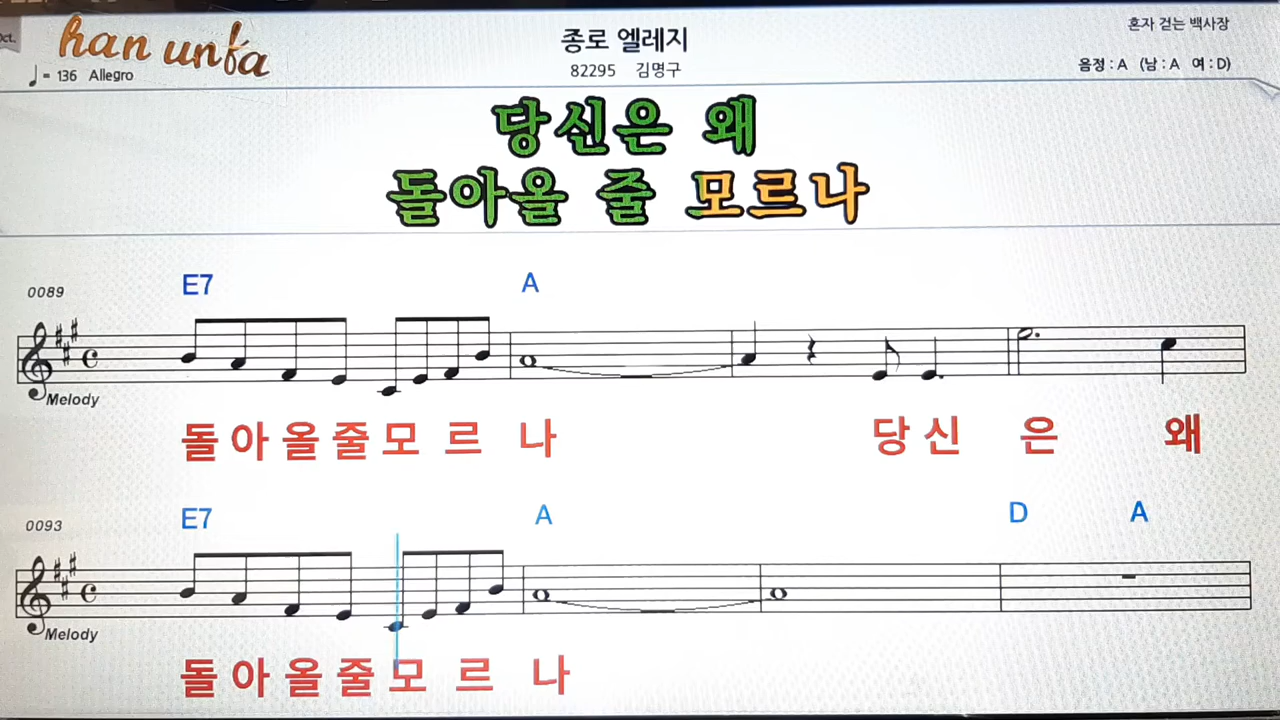 Oct.
han unfa
♩= 136 Allegro
종로 엘레지
82295 김명구
혼자 걷는 백사장
음정 : A (남 : A 여 : D)
당신은 왜
돌아올 줄 모르나
0089
E7 A
Melody
돌 아 올 줄 모 르 나 당 신 은 왜
0093
E7 A D A
Melody
돌 아 올 줄 모 르 나